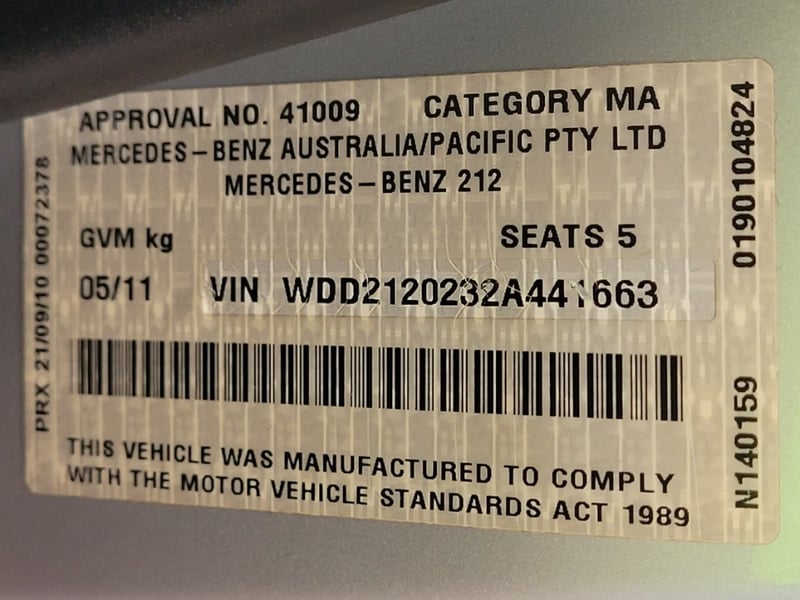 APPROVAL NO. 41009 CATEGORY MA
MERCEDES-BENZ AUSTRALIA/PACIFIC PTY LTD
MERCEDES-BENZ 212
GVM kg SEATS 5
05/11 VIN WDD2120232A441663
THIS VEHICLE WAS MANUFACTURED TO COMPLY
WITH THE MOTOR VEHICLE STANDARDS ACT 1989
PRX 21/09/10 00072378
N140159 0190104824